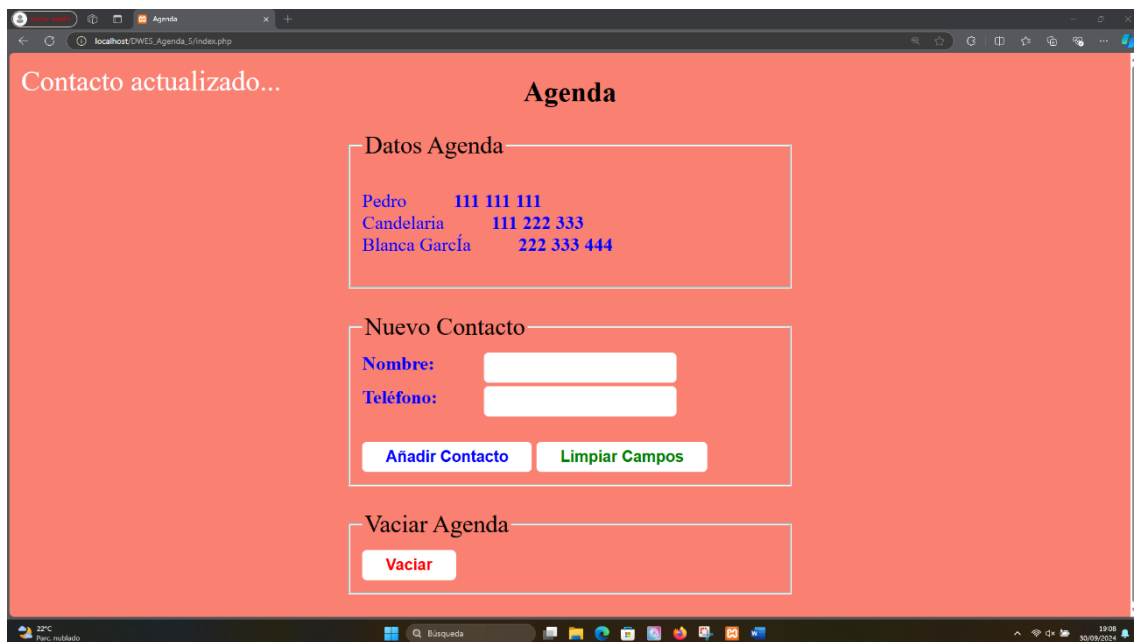 Agenda
localhost/DWES_Agenda_5/index.php
Contacto actualizado...
Agenda
Datos Agenda
Pedro 111 111 111
Candelaria 111 222 333
Blanca GarcÍa 222 333 444
Nuevo Contacto
Nombre:
Teléfono:
Añadir Contacto Limpiar Campos
Vaciar Agenda
Vaciar
22°C
Parc. nublado
Búsqueda
19:08
30/09/2024